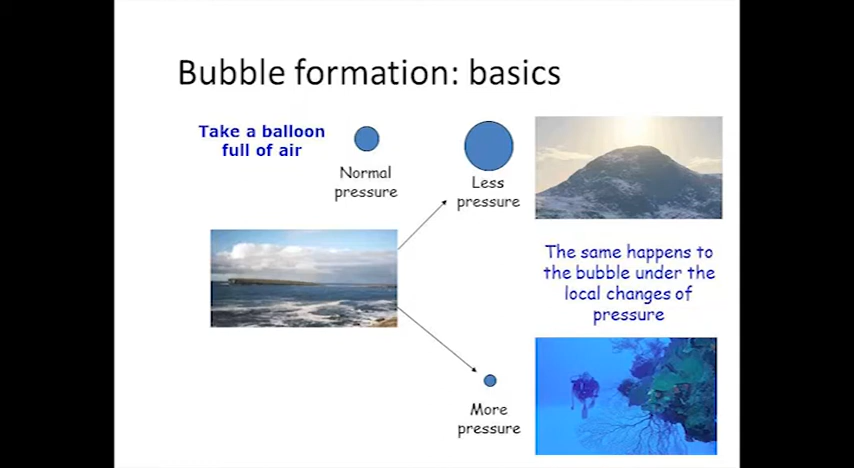 Bubble formation: basics
Take a balloon
full of air
Normal
pressure
Less
pressure
The same happens to
the bubble under the
local changes of
pressure
More
pressure